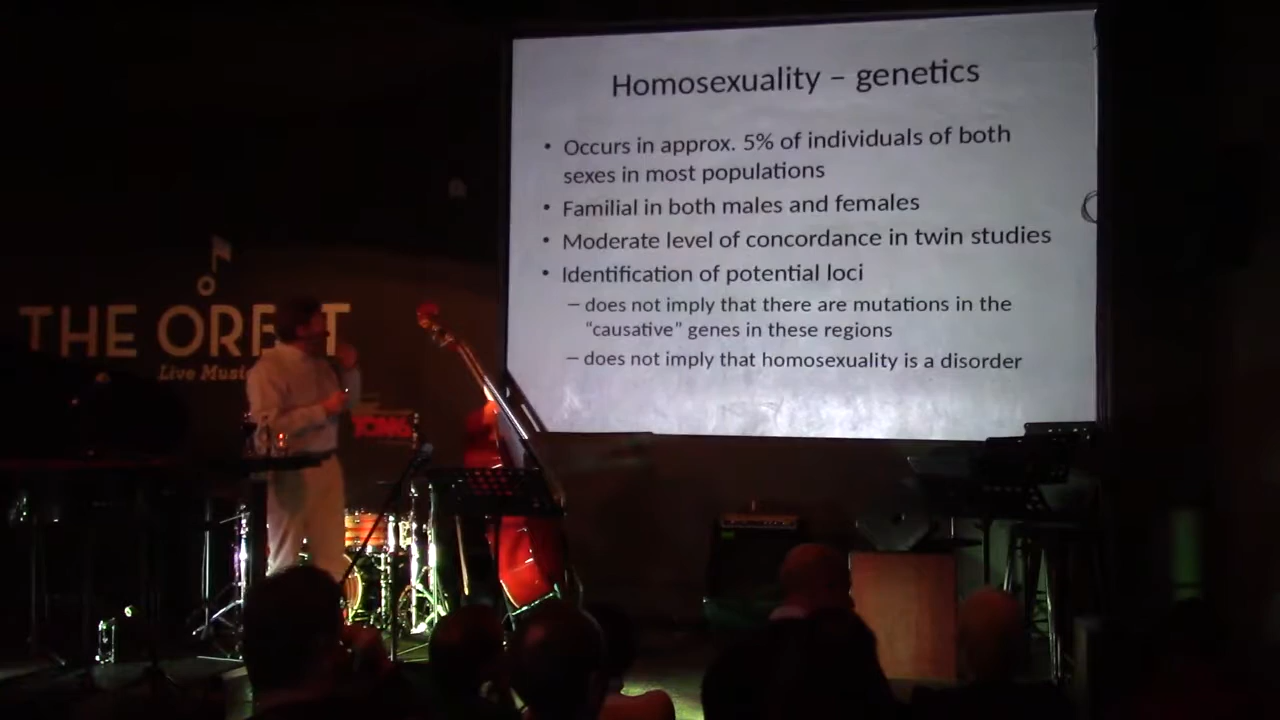 Homosexuality – genetics
• Occurs in approx. 5% of individuals of both
sexes in most populations
• Familial in both males and females
• Moderate level of concordance in twin studies
• Identification of potential loci
– does not imply that there are mutations in the
“causative” genes in these regions
– does not imply that homosexuality is a disorder
THE ORB T
Live Musi